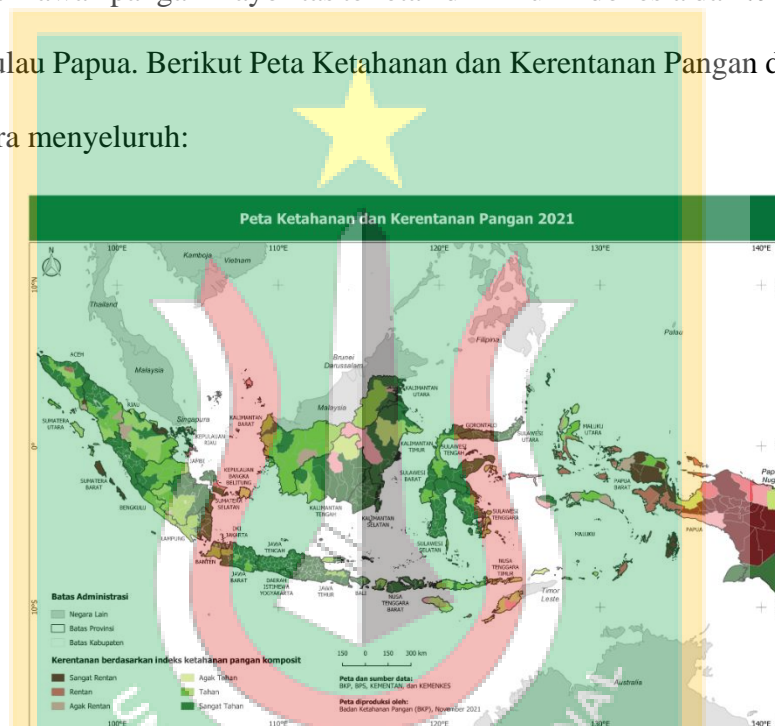 ulau Papua. Berikut Peta Ketahanan dan Kerentanan Pangan d
ra menyeluruh:
Peta Ketahanan dan Kerentanan Pangan 2021
100°E 110°E 120°E 130°E 140°E
N
Kamboja
Vietnam
10°N
Thailand
Filipina
Palau
ACEH
Malaysia
Brunei
Darussalam
KALIMANTAN
UTARA
Malaysia
SUMATERA
UTARA
RIAU
Singapura
KEPULAUAN
RIAU
KALIMANTAN
BARAT
GORONTALO
SULAWESI
UTARA
MALUKU
UTARA
0°
JAMBI
KALIMANTAN
TIMUR
SULAWESI
TENGAH
SUMATERA
BARAT
KEPULAUAN
BANGKA
BELITUNG
SULAWESI
BARAT
PAPUA
BARAT
Pap
Nug
BENGKULU
SUMATERA
SELATAN
KALIMANTAN
TENGAH
KALIMANTAN
SELATAN
SULAWESI
TENGGARA
PAPUA
LAMPUNG
DKI
JAKARTA
JAWA
TENGAH
SULAWESI
SELATAN
MALUKU
BANTEN
JAWA
BARAT
DAERAH
ISTIMEWA
YOGYAKARTA
JAWA
TIMUR
BALI
NUSA
TENGGARA
BARAT
NUSA
TENGGARA
TIMUR
Timor
Leste
10°S
Batas Administrasi
Negara Lain
Batas Provinsi
Batas Kabupaten
150 0 150 300 km
Kerentanan berdasarkan indeks ketahanan pangan komposit
Sangat Rentan
Rentan
Agak Rentan
Agak Tahan
Tahan
Sangat Tahan
Peta dan sumber data:
BKP, BPS, KEMENTAN, dan KEMENKES
Peta diproduksi oleh:
Badan Ketahanan Pangan (BKP), November 2021
Australia
100°E 110°E 120°E 130°E 140°E